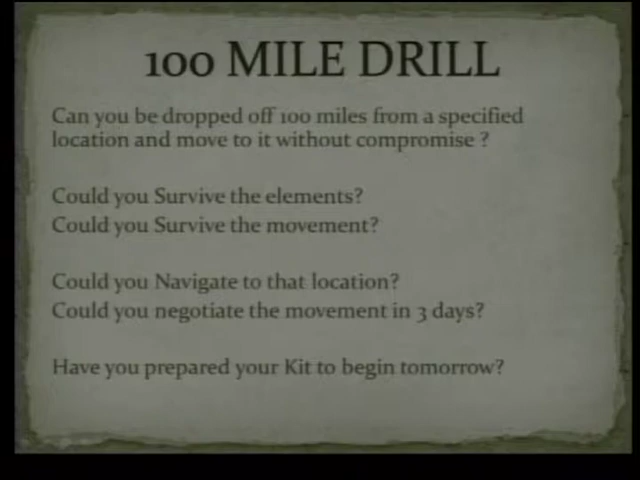 100 MILE DRILL
Can you be dropped off 100 miles from a specified
location and move to it without compromise ?
Could you Survive the elements?
Could you Survive the movement?
Could you Navigate to that location?
Could you negotiate the movement in 3 days?
Have you prepared your Kit to begin tomorrow?